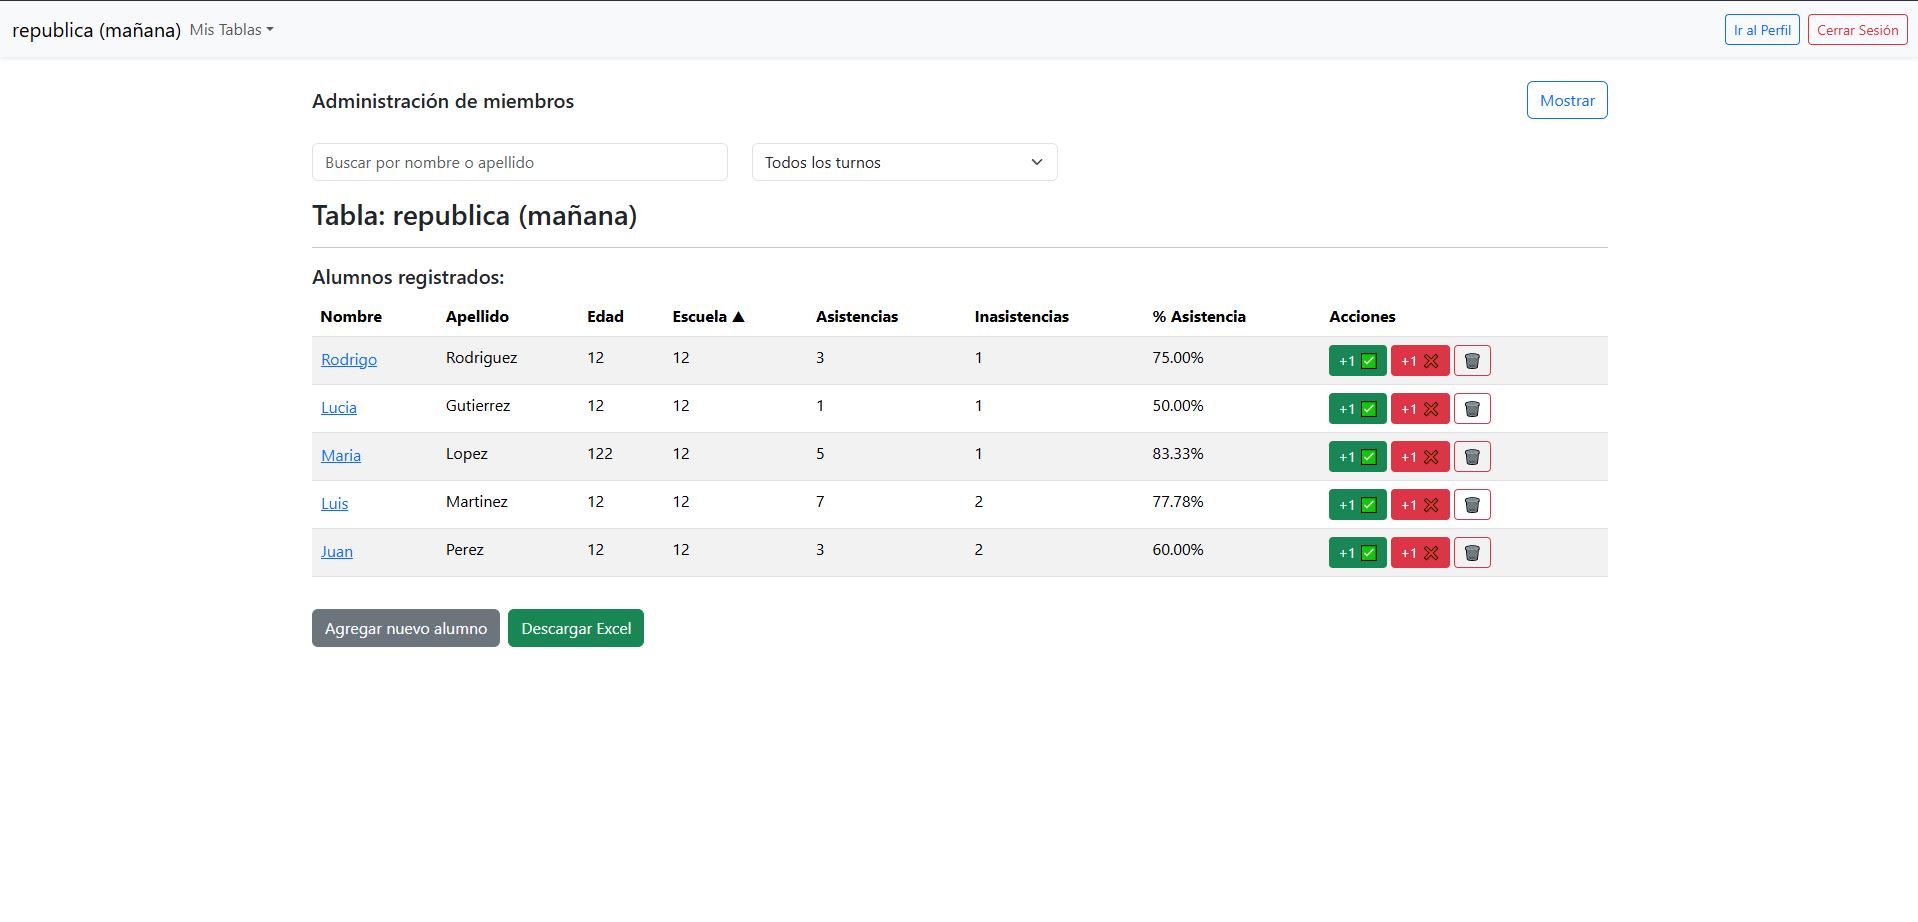 republica (mañana) Mis Tablas Ir al Perfil Cerrar Sesión
Administración de miembros Mostrar
Buscar por nombre o apellido Todos los turnos
Tabla: republica (mañana)
Alumnos registrados:
Nombre Apellido Edad Escuela ▲ Asistencias Inasistencias % Asistencia Acciones
Rodrigo Rodriguez 12 12 3 1 75.00% +1 ✅ +1 ❌ 🗑️
Lucia Gutierrez 12 12 1 1 50.00% +1 ✅ +1 ❌ 🗑️
Maria Lopez 122 12 5 1 83.33% +1 ✅ +1 ❌ 🗑️
Luis Martinez 12 12 7 2 77.78% +1 ✅ +1 ❌ 🗑️
Juan Perez 12 12 3 2 60.00% +1 ✅ +1 ❌ 🗑️
Agregar nuevo alumno Descargar Excel